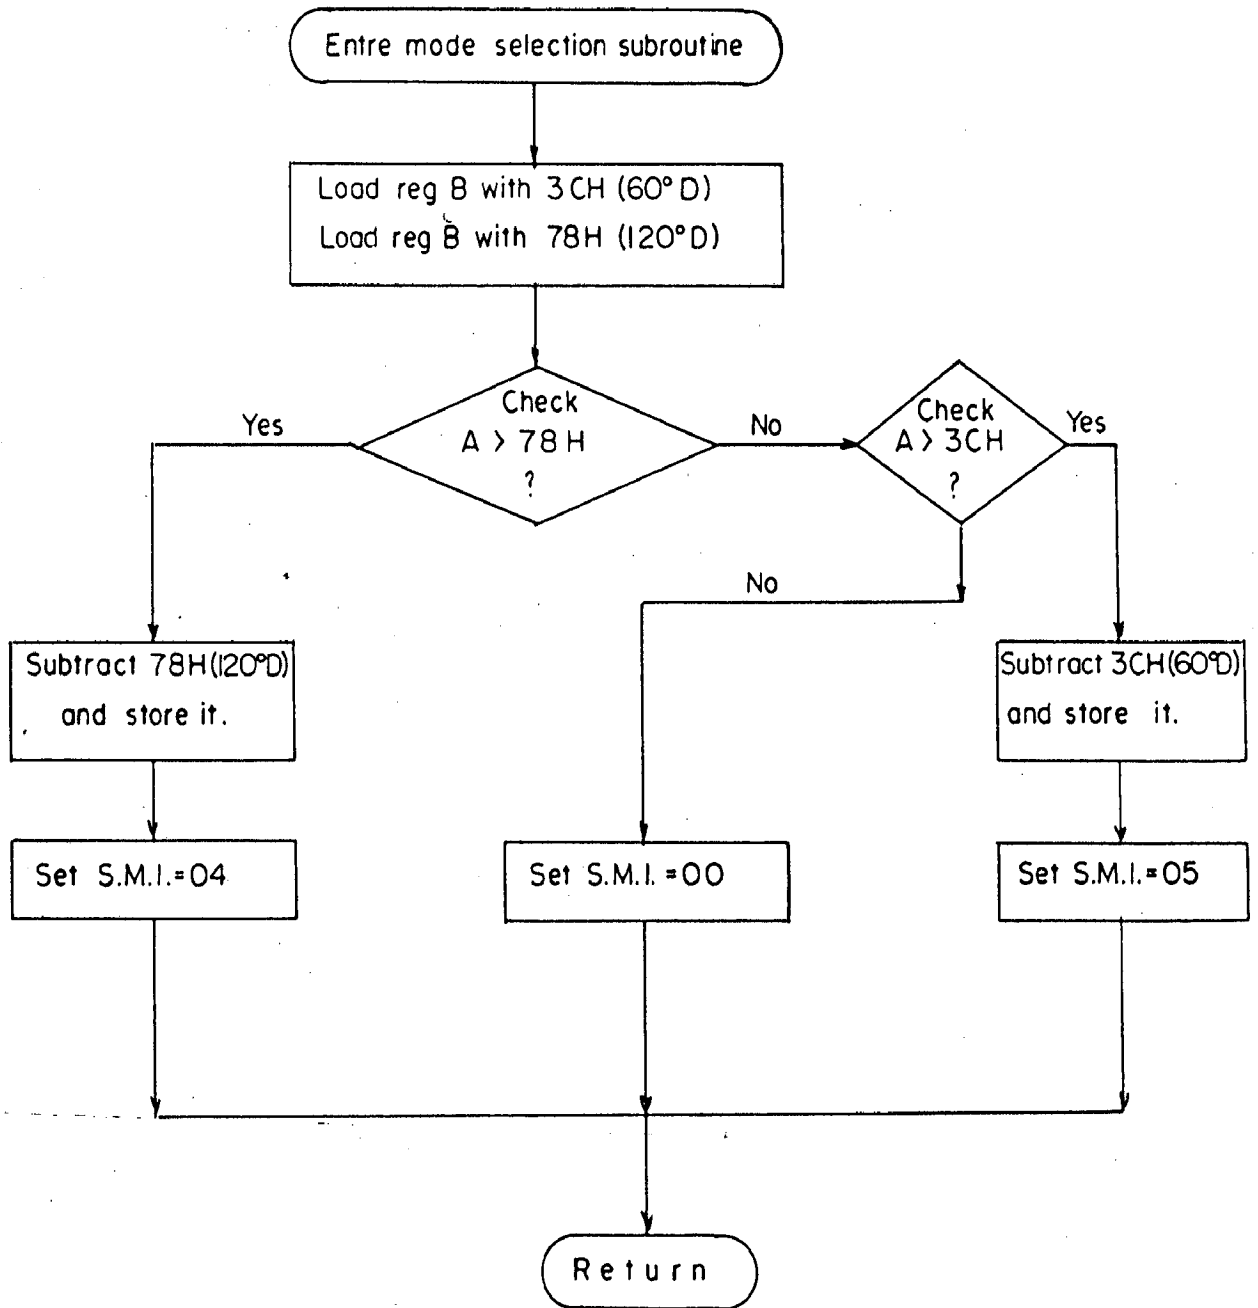 Entre mode selection subroutine
Load reg B with 3CH (60°D)
Load reg B with 78H (120°D)
Check
A > 78H
?
Yes
No
Check
A > 3CH
?
Yes
No
Subtract 78H(120°D)
and store it.
Subtract 3CH(60°D)
and store it.
Set S.M.I.=04
Set S.M.I.=00
Set S.M.I.=05
Return